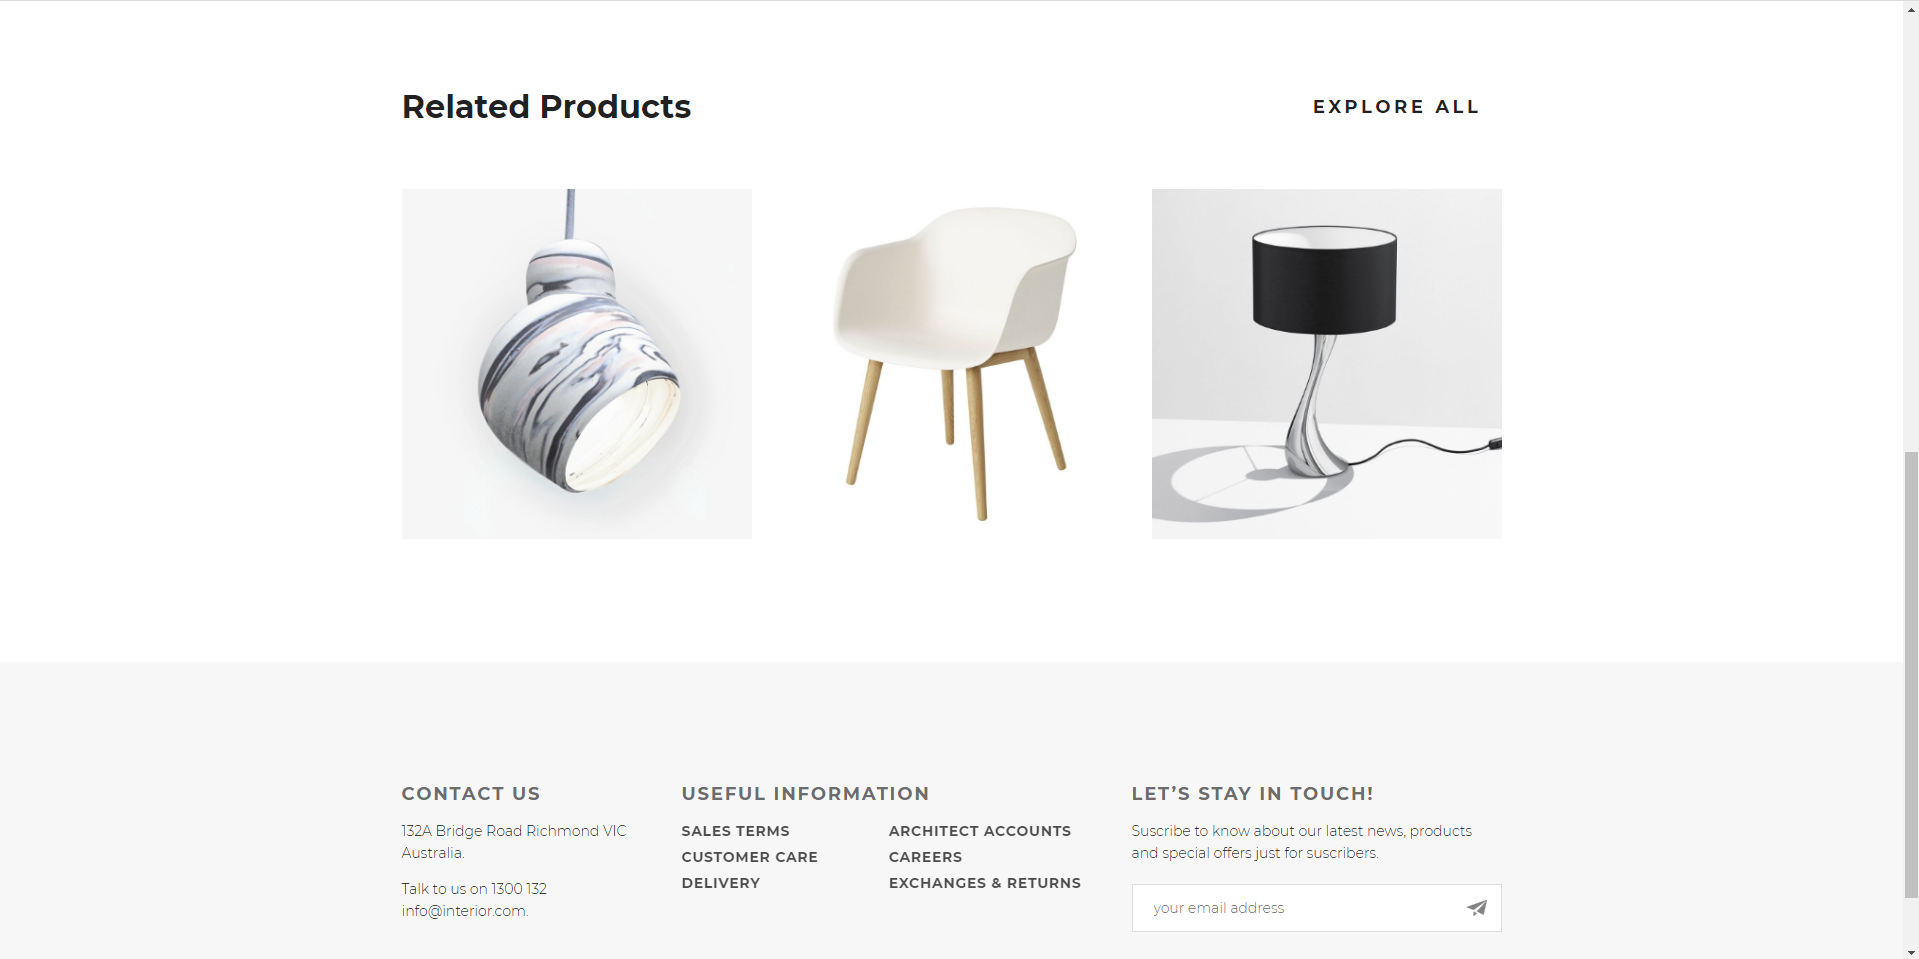 Related Products
EXPLORE ALL
CONTACT US
132A Bridge Road Richmond VIC
Australia.
Talk to us on 1300 132
info@interior.com.
USEFUL INFORMATION
SALES TERMS
CUSTOMER CARE
DELIVERY
ARCHITECT ACCOUNTS
CAREERS
EXCHANGES & RETURNS
LET’S STAY IN TOUCH!
Suscribe to know about our latest news, products
and special offers just for suscribers.
your email address